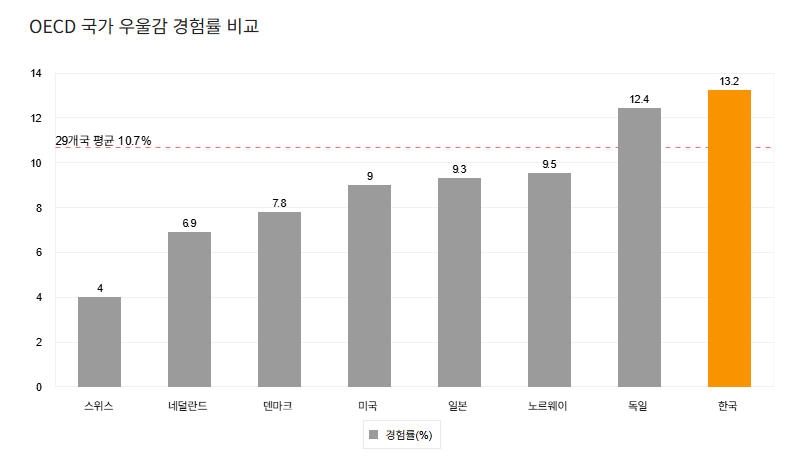 OECD 국가 우울감 경험률 비교
14
12
10
8
6
4
2
0
29개국 평균 10.7%
4
6.9
7.8
9
9.3
9.5
12.4
13.2
스위스
네덜란드
덴마크
미국
일본
노르웨이
독일
한국
경험률(%)